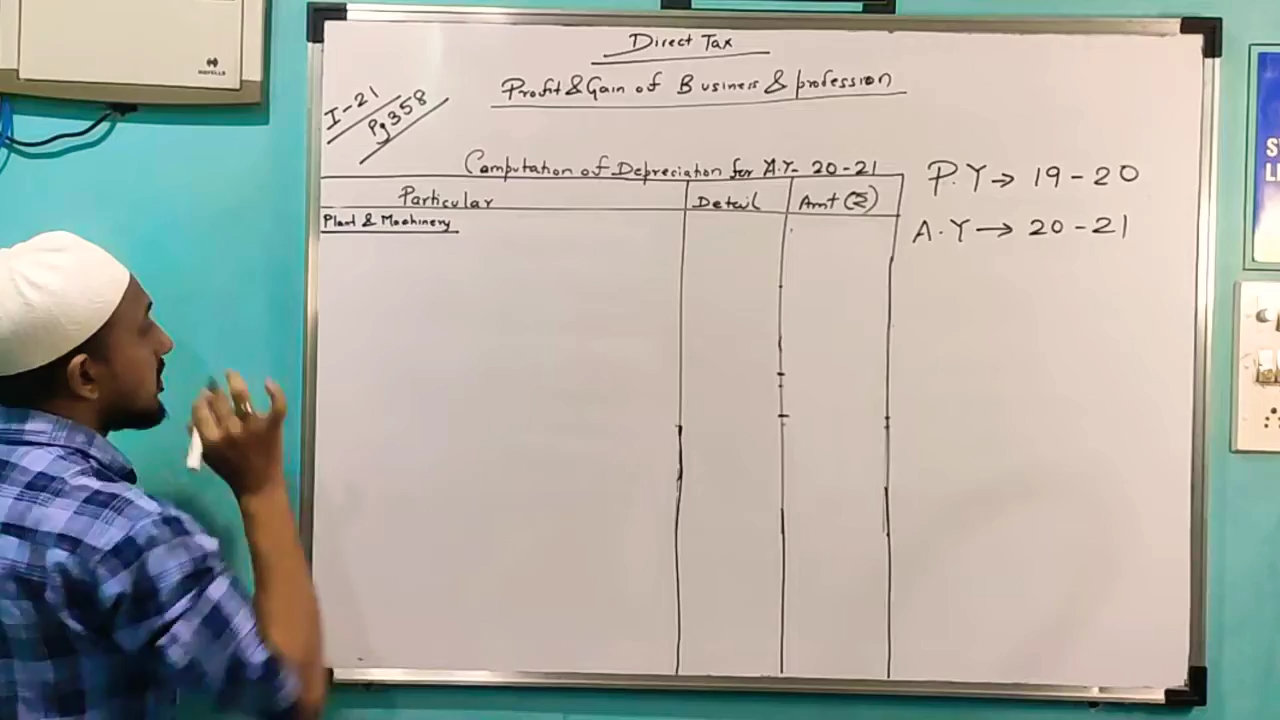 HAVELLS
Direct Tax
Profit & Gain of Business & profession
I-21
Pg 358
Computation of Depreciation for A.Y- 20-21
Particular Detail Amt (₹)
Plant & Machinery
P.Y → 19-20
A.Y → 20-21